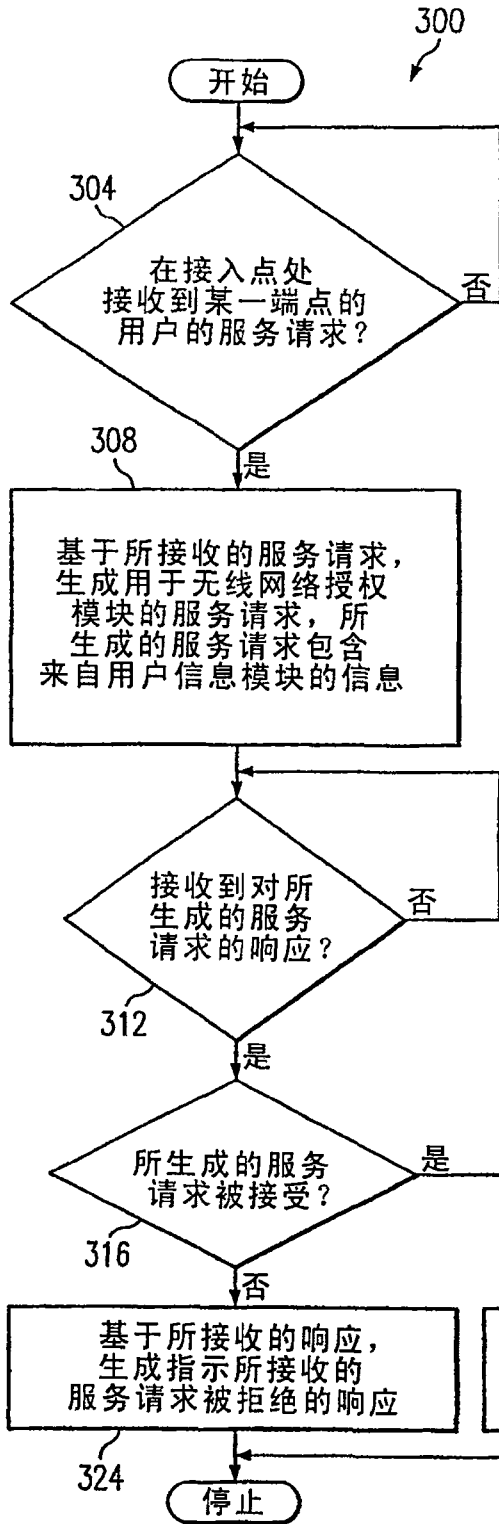 300
开始
304
在接入点处
接收到某一端点的
用户的服务请求?
否
是
308
基于所接收的服务请求,
生成用于无线网络授权
模块的服务请求,所
生成的服务请求包含
来自用户信息模块的信息
接收到对所
生成的服务
请求的响应?
否
312
是
所生成的服务
请求被接受?
是
316
否
基于所接收的响应,
生成指示所接收的
服务请求被拒绝的响应
324
停止